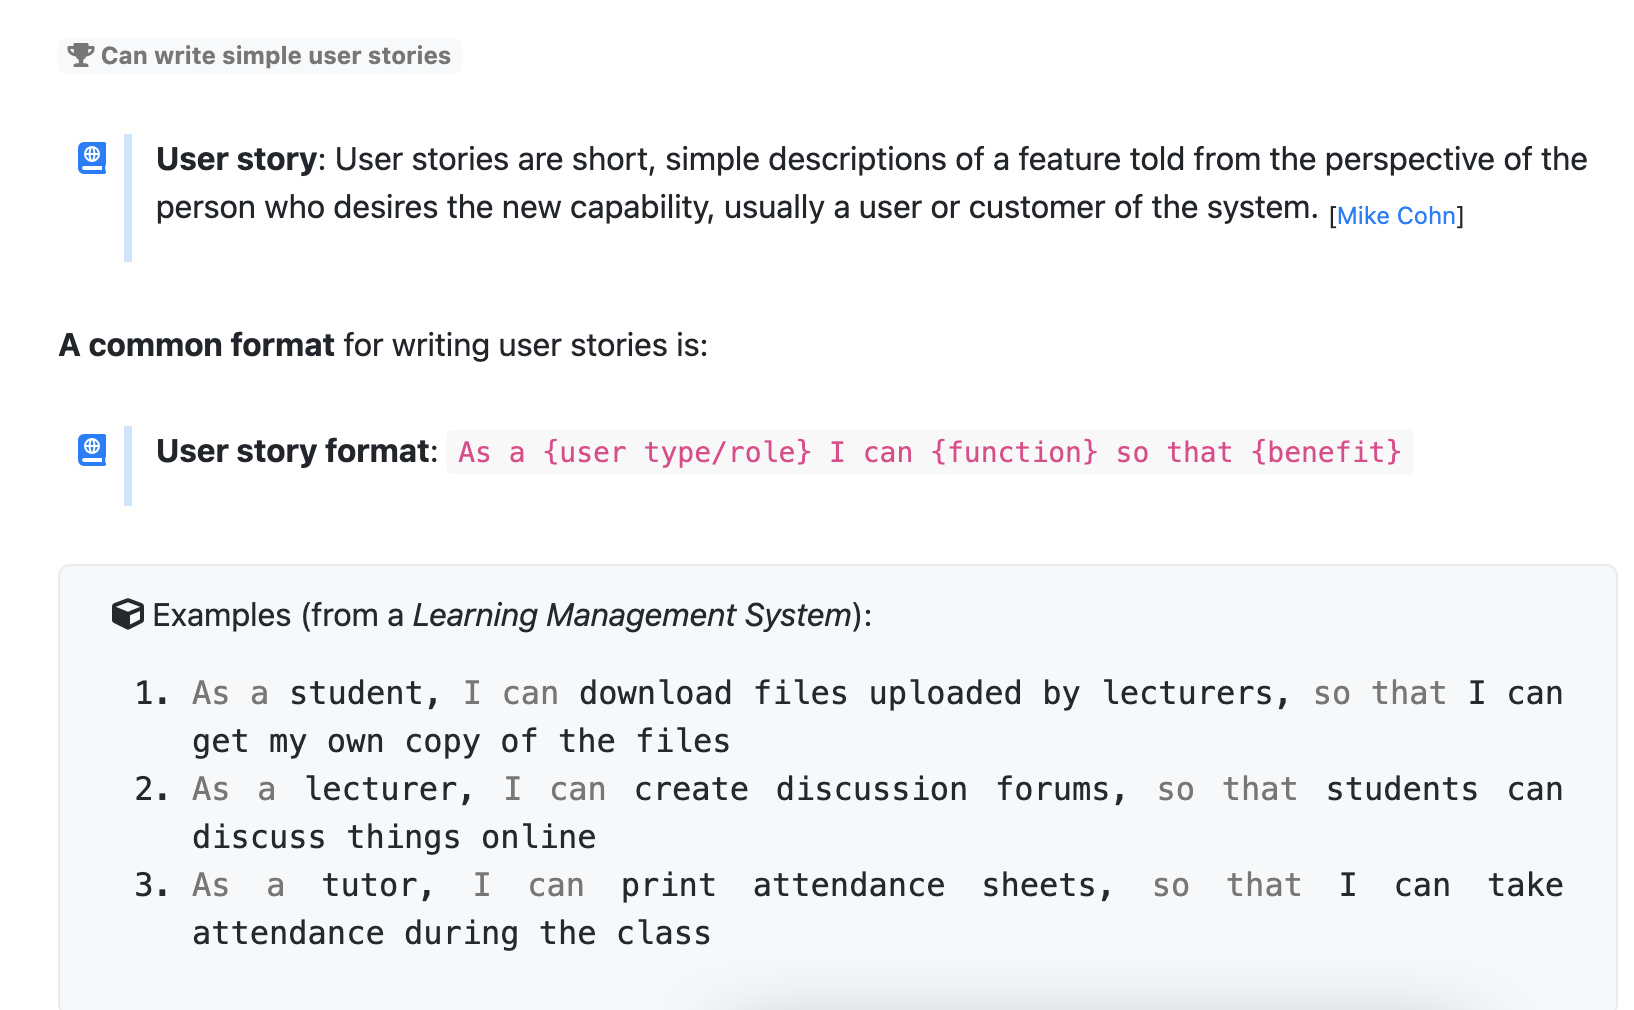 Can write simple user stories
User story: User stories are short, simple descriptions of a feature told from the perspective of the
person who desires the new capability, usually a user or customer of the system. [Mike Cohn]
A common format for writing user stories is:
User story format: As a {user type/role} I can {function} so that {benefit}
Examples (from a Learning Management System):
1. As a student, I can download files uploaded by lecturers, so that I can
get my own copy of the files
2. As a lecturer, I can create discussion forums, so that students can
discuss things online
3. As a tutor, I can print attendance sheets, so that I can take
attendance during the class